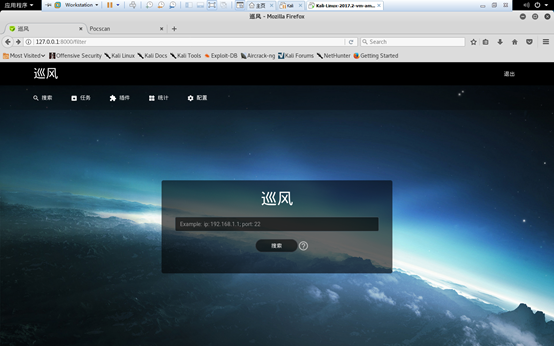 应用程序 Workstation 主页 Kali Kali-Linux-2017.2-vm-am...
巡风 - Mozilla Firefox
巡风 Pocscan
127.0.0.1:8000/filter Search
Most Visited Offensive Security Kali Linux Kali Docs Kali Tools Exploit-DB Aircrack-ng Kali Forums NetHunter Getting Started
巡风 退出
搜索 任务 插件 统计 配置
巡风
Example: ip: 192.168.1.1; port: 22
搜索